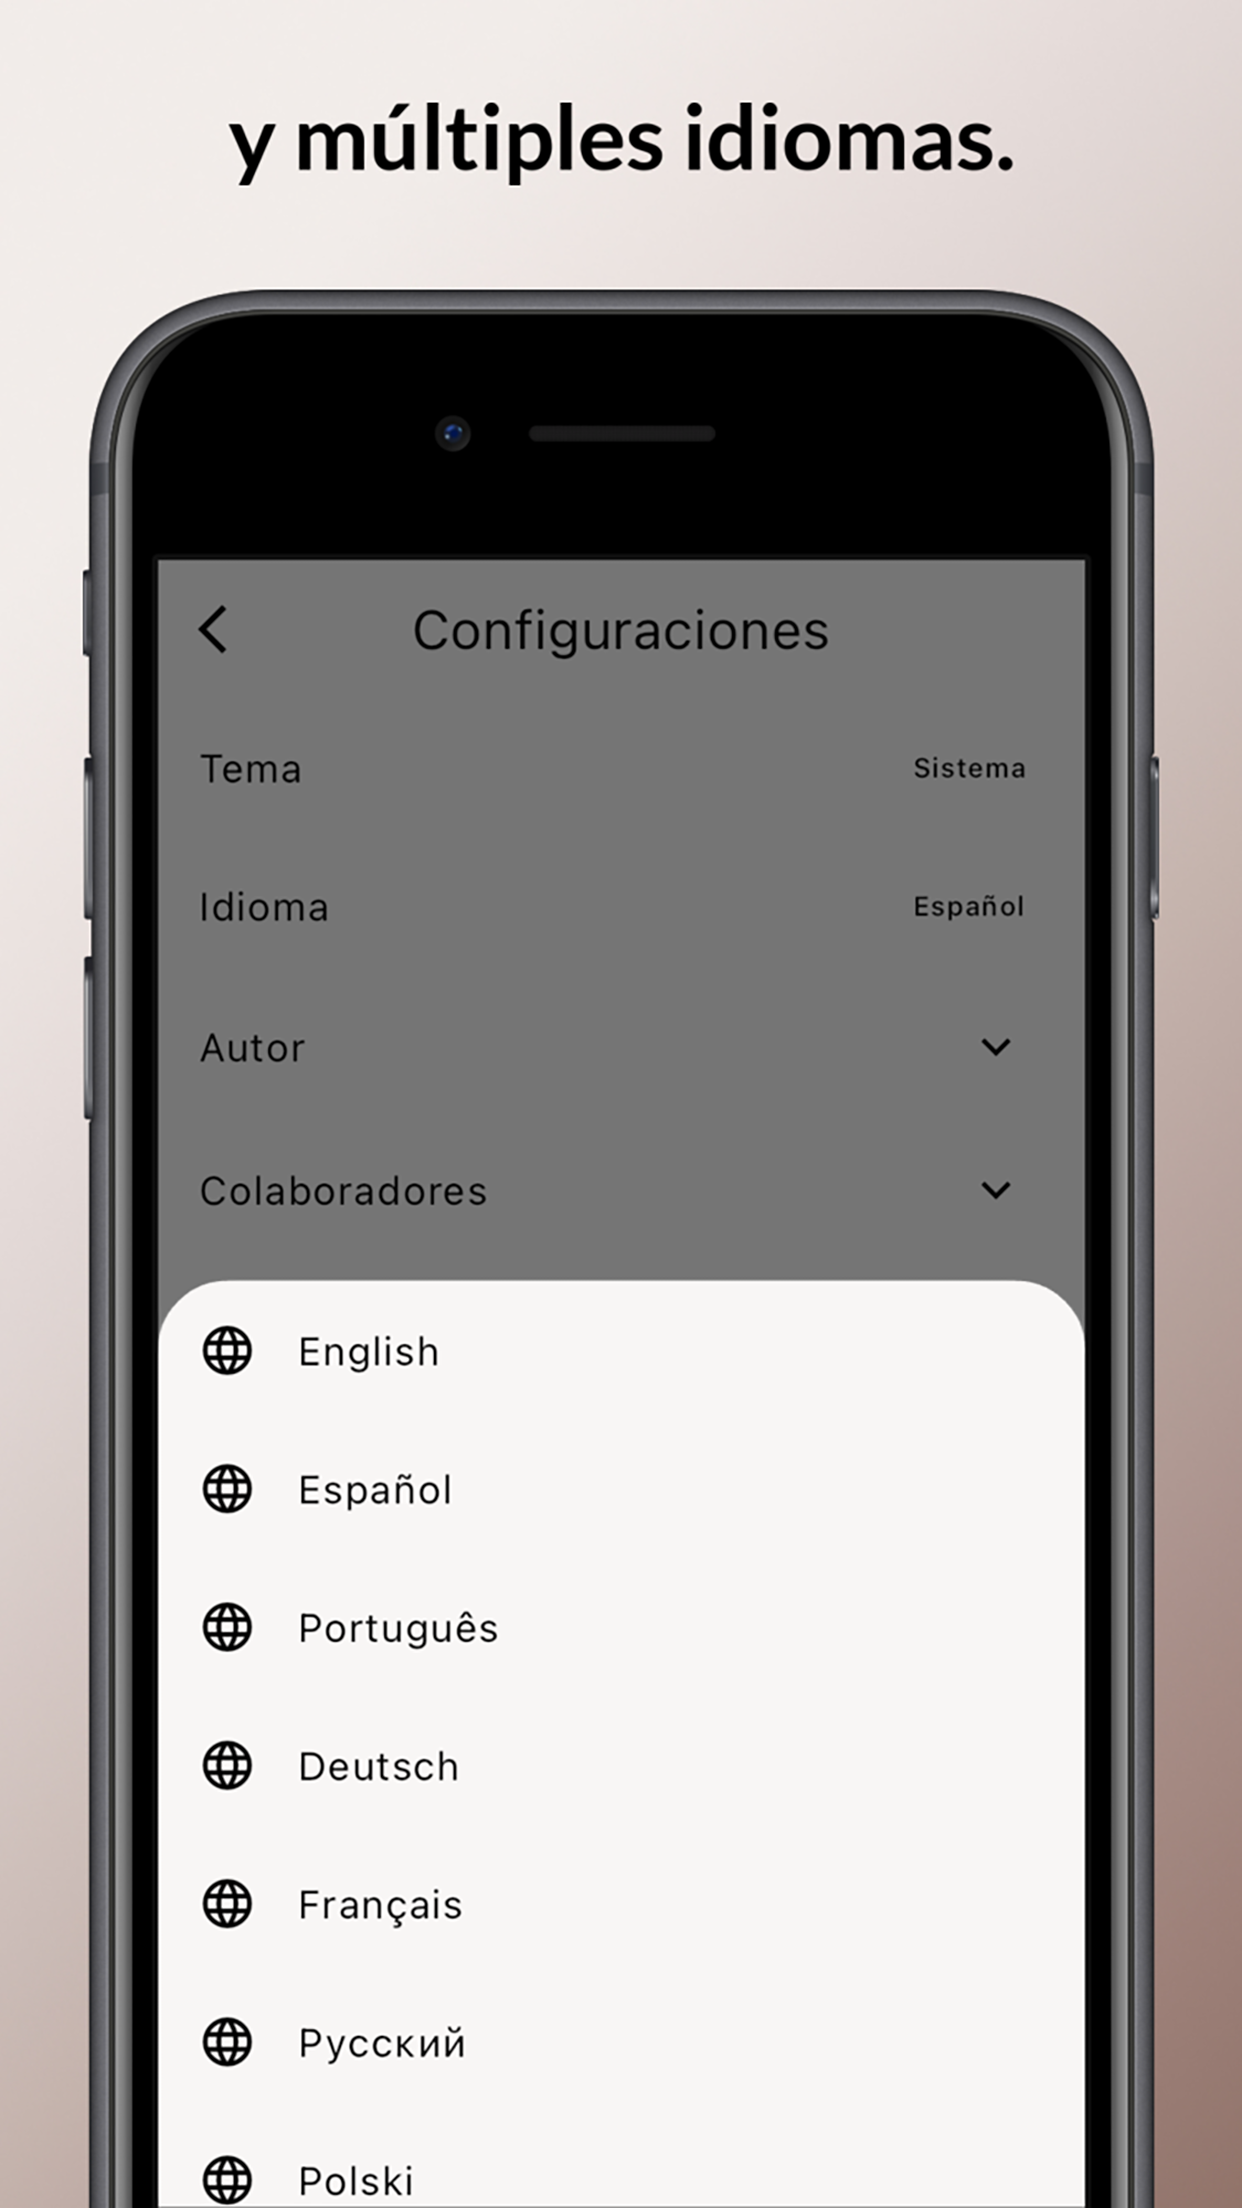 y múltiples idiomas.
Configuraciones
Tema Sistema
Idioma Español
Autor
Colaboradores
English
Español
Português
Deutsch
Français
Русский
Polski